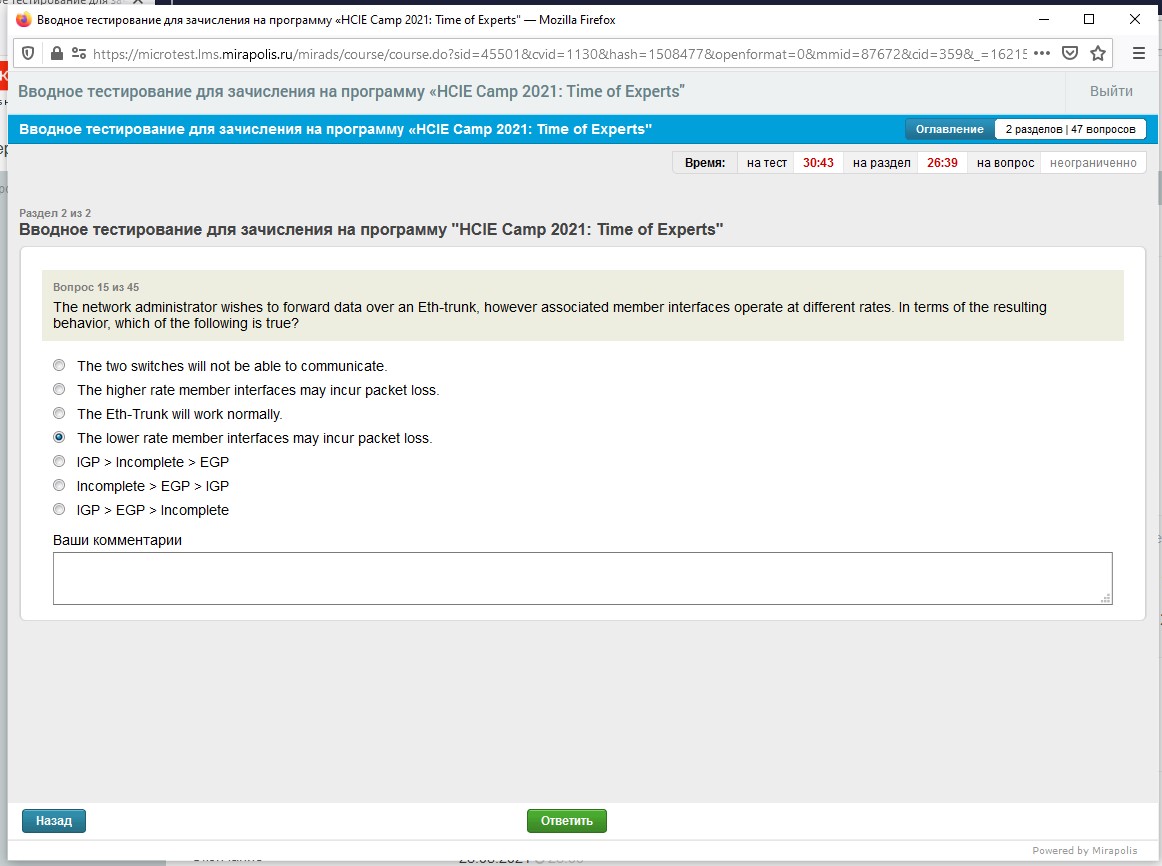 Вводное тестирование для зачисления на программу «HCIE Camp 2021: Time of Experts" — Mozilla Firefox
https://microtest.lms.mirapolis.ru/mirads/course/course.do?sid=45501&cvid=1130&hash=1508477&openformat=0&mmid=87672&cid=359&_=16215
Вводное тестирование для зачисления на программу «HCIE Camp 2021: Time of Experts" Выйти
Вводное тестирование для зачисления на программу «HCIE Camp 2021: Time of Experts" Оглавление 2 разделов | 47 вопросов
Время: на тест 30:43 на раздел 26:39 на вопрос неограниченно
Раздел 2 из 2
Вводное тестирование для зачисления на программу "HCIE Camp 2021: Time of Experts"
Вопрос 15 из 45
The network administrator wishes to forward data over an Eth-trunk, however associated member interfaces operate at different rates. In terms of the resulting
behavior, which of the following is true?
The two switches will not be able to communicate.
The higher rate member interfaces may incur packet loss.
The Eth-Trunk will work normally.
The lower rate member interfaces may incur packet loss.
IGP > Incomplete > EGP
Incomplete > EGP > IGP
IGP > EGP > Incomplete
Ваши комментарии
Назад Ответить
Powered by Mirapolis